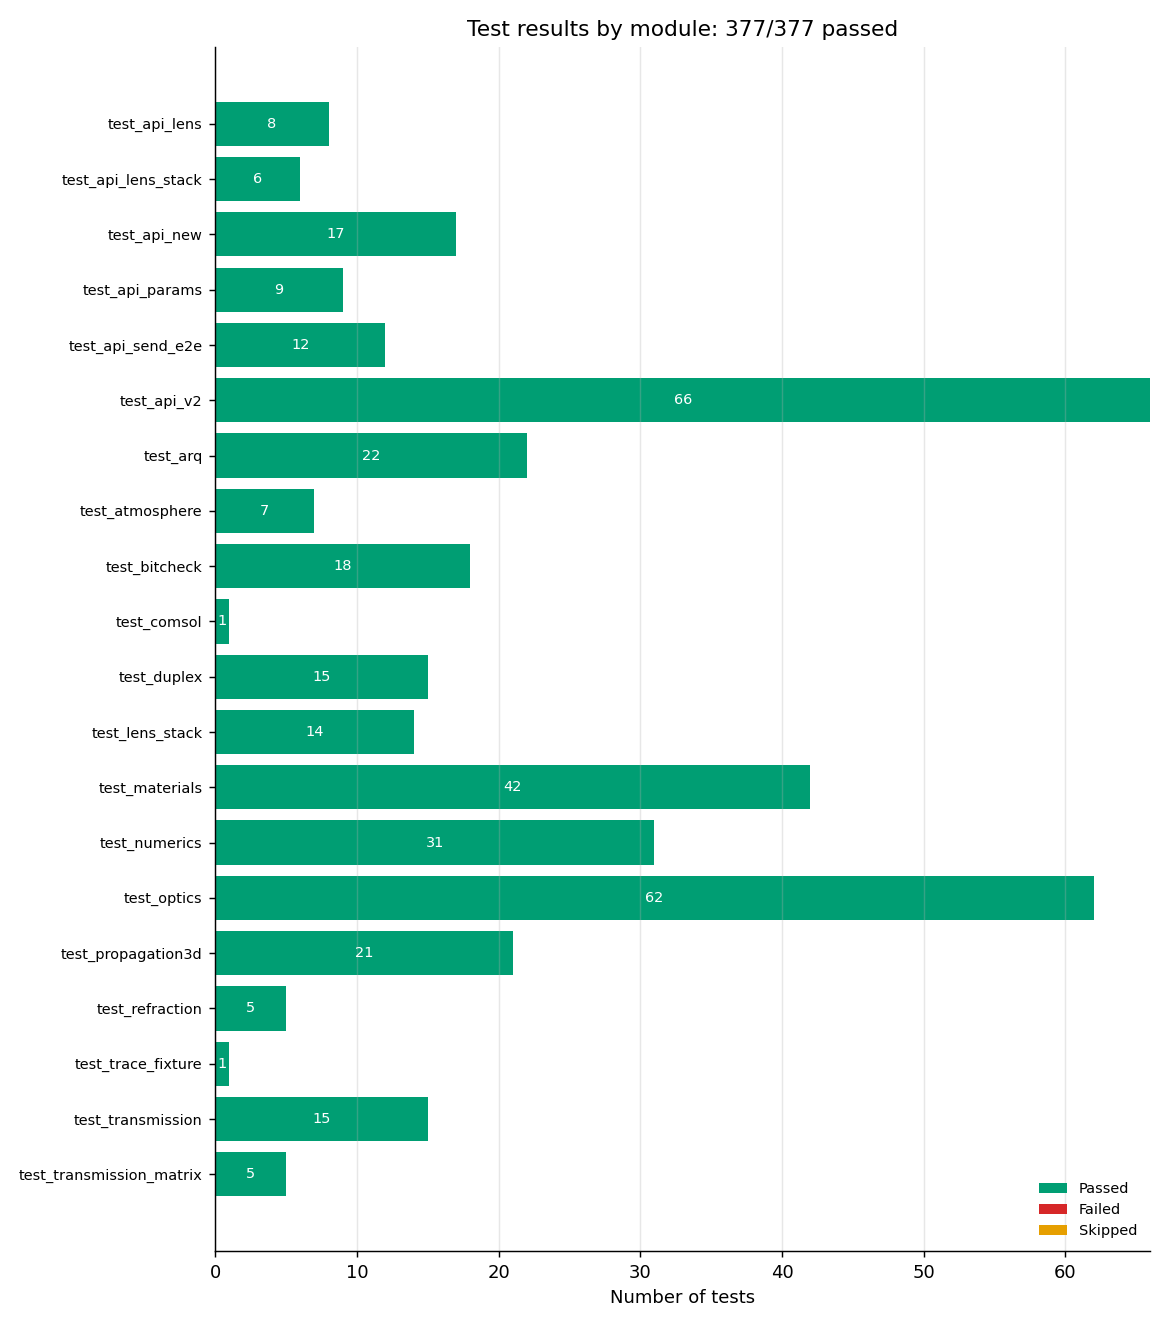 Test results by module: 377/377 passed
test_api_lens 8
test_api_lens_stack 6
test_api_new 17
test_api_params 9
test_api_send_e2e 12
test_api_v2 66
test_arq 22
test_atmosphere 7
test_bitcheck 18
test_comsol 1
test_duplex 15
test_lens_stack 14
test_materials 42
test_numerics 31
test_optics 62
test_propagation3d 21
test_refraction 5
test_trace_fixture 1
test_transmission 15
test_transmission_matrix 5
Passed
Failed
Skipped
0 10 20 30 40 50 60
Number of tests